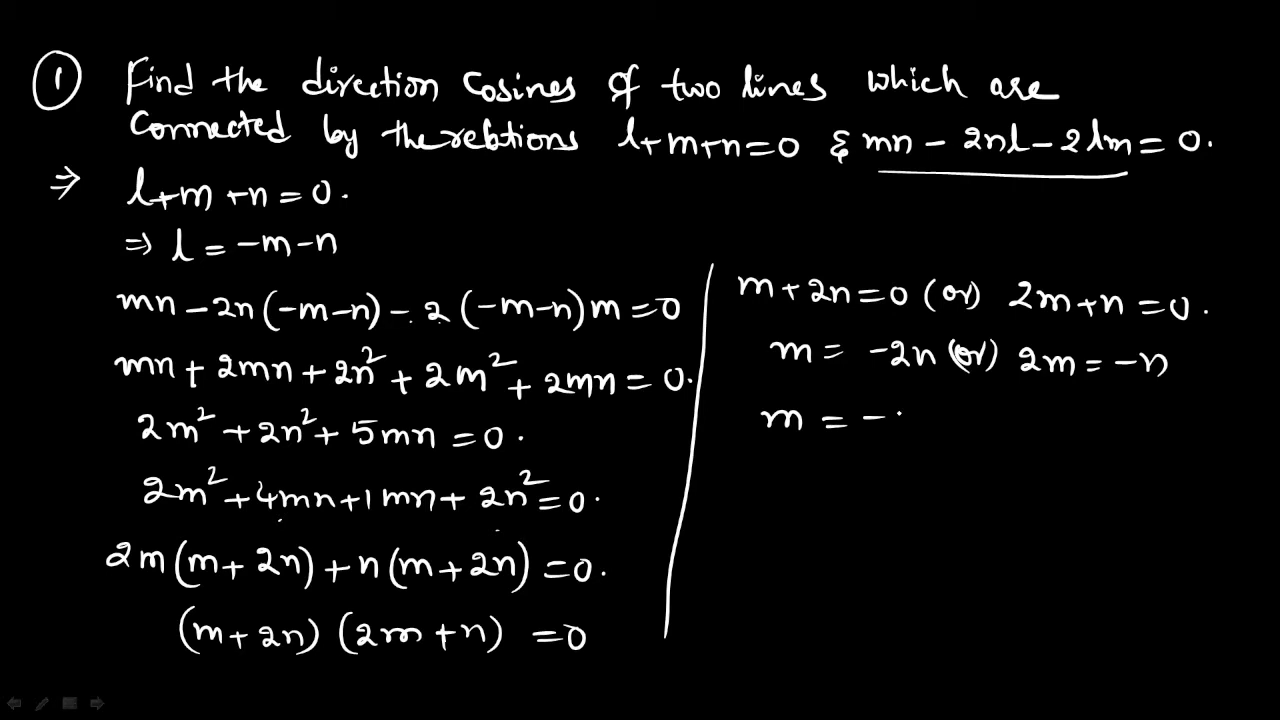 ① Find the direction Cosines of two lines which are
Connected by the relations l+m+n=0 & mn - 2nl - 2lm = 0.
⇒ l+m+n=0.
⇒ l = -m-n
mn - 2n(-m-n) - 2(-m-n)m = 0
mn + 2mn + 2n² + 2m² + 2mn = 0.
2m² + 2n² + 5mn = 0.
2m² + 4mn + 1mn + 2n² = 0.
2m(m+2n) + n(m+2n) = 0.
(m+2n) (2m+n) = 0
m+2n=0 (or) 2m+n=0.
m = -2n (or) 2m = -n
m = -